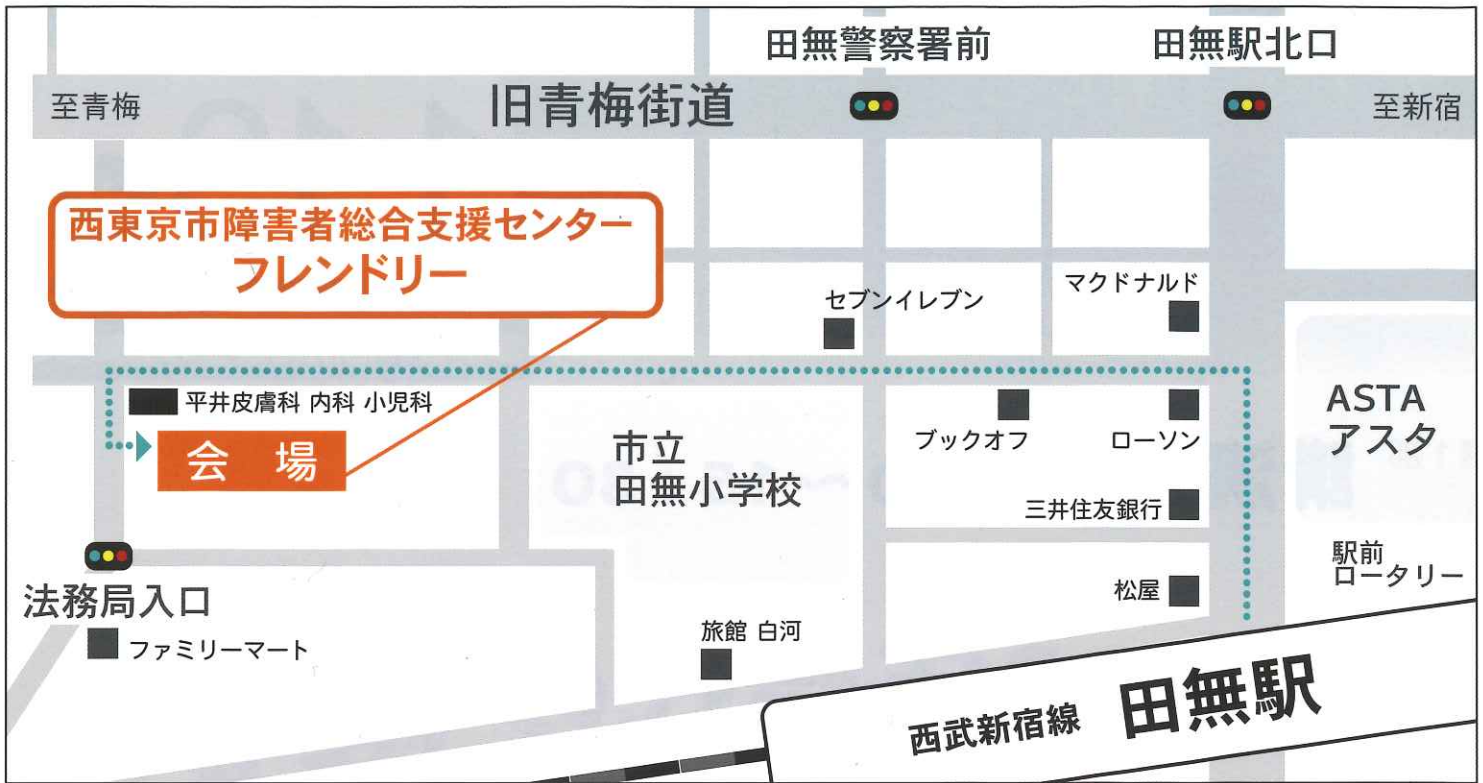 田無警察署前
田無駅北口
至青梅
旧青梅街道
至新宿
西東京市障害者総合支援センター
フレンドリー
セブンイレブン
マクドナルド
平井皮膚科 内科 小児科
会 場
市立
田無小学校
ブックオフ
ローソン
ASTA
アスタ
三井住友銀行
駅前
ロータリー
法務局入口
松屋
ファミリーマート
旅館 白河
西武新宿線 田無駅